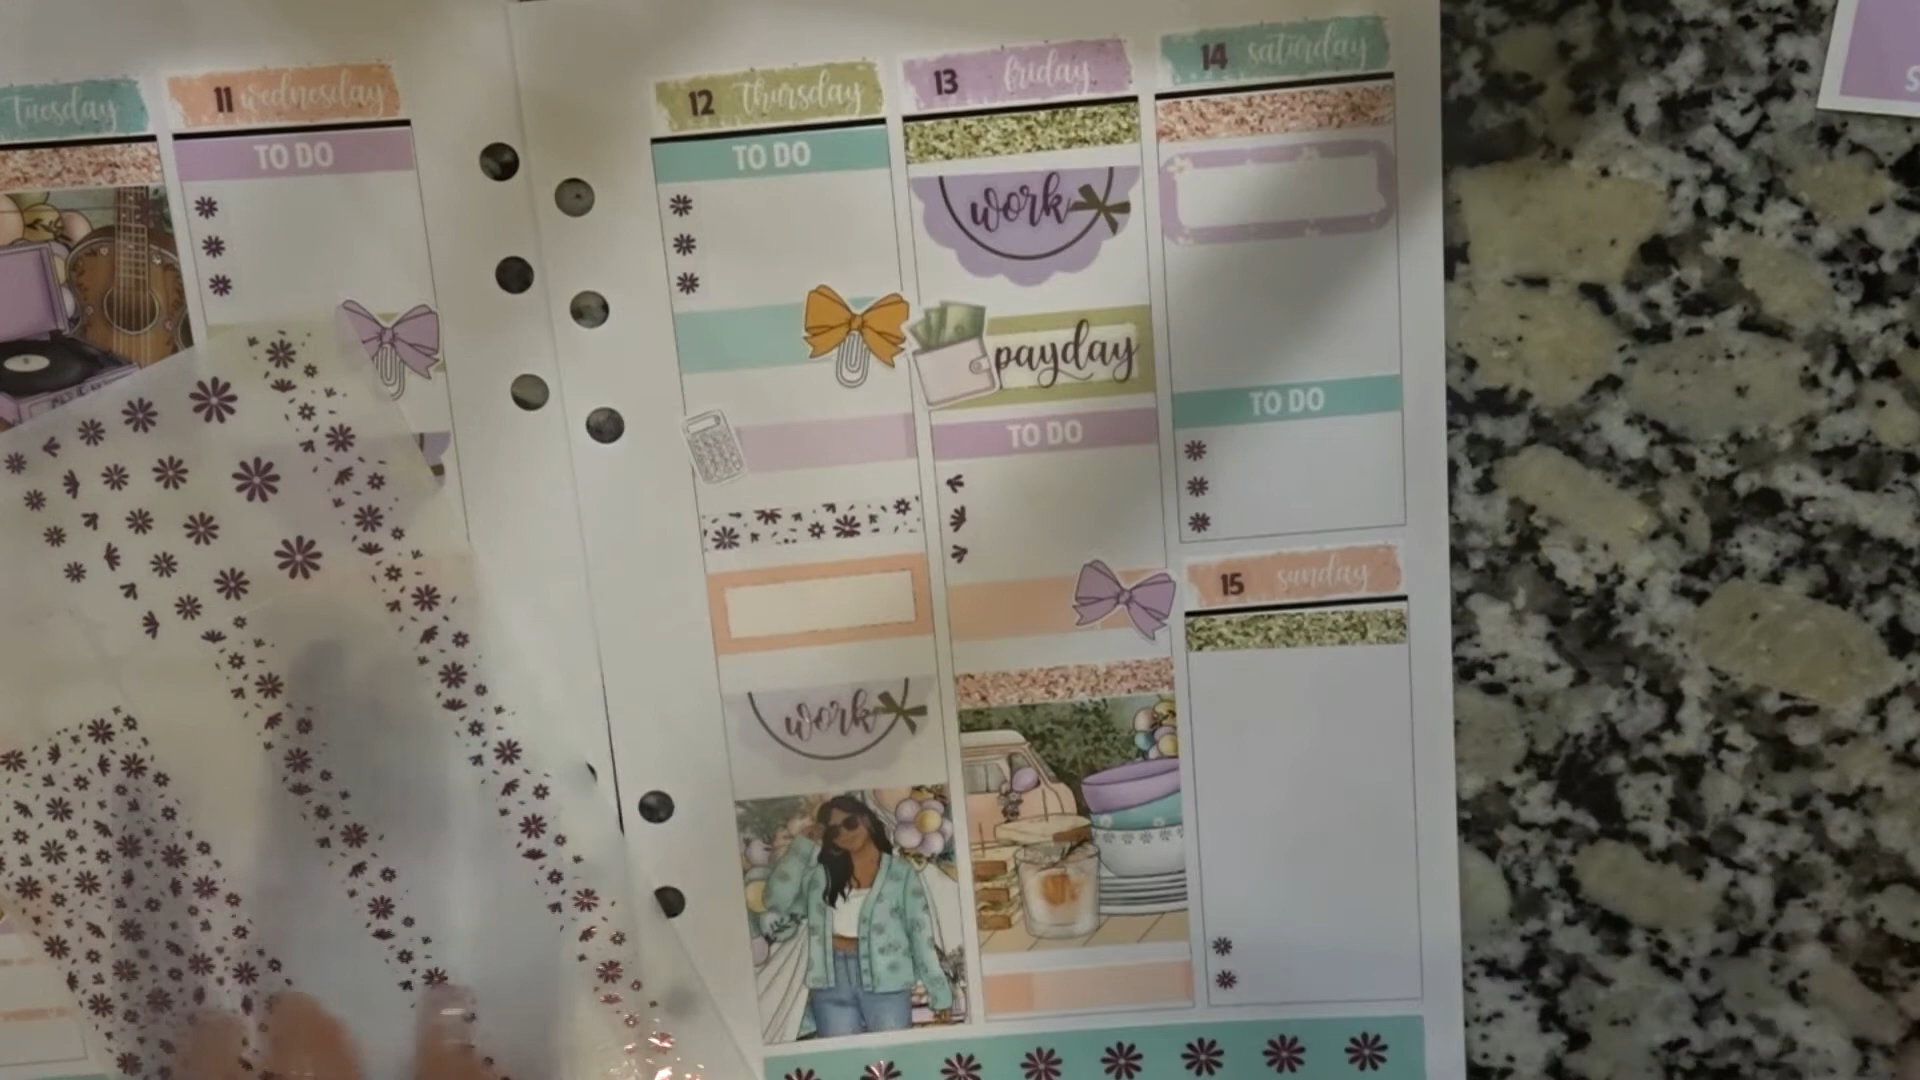 tuesday
11 wednesday
TO DO
12 thursday
TO DO
work
13 friday
work
payday
TO DO
14 saturday
TO DO
15 sunday
S